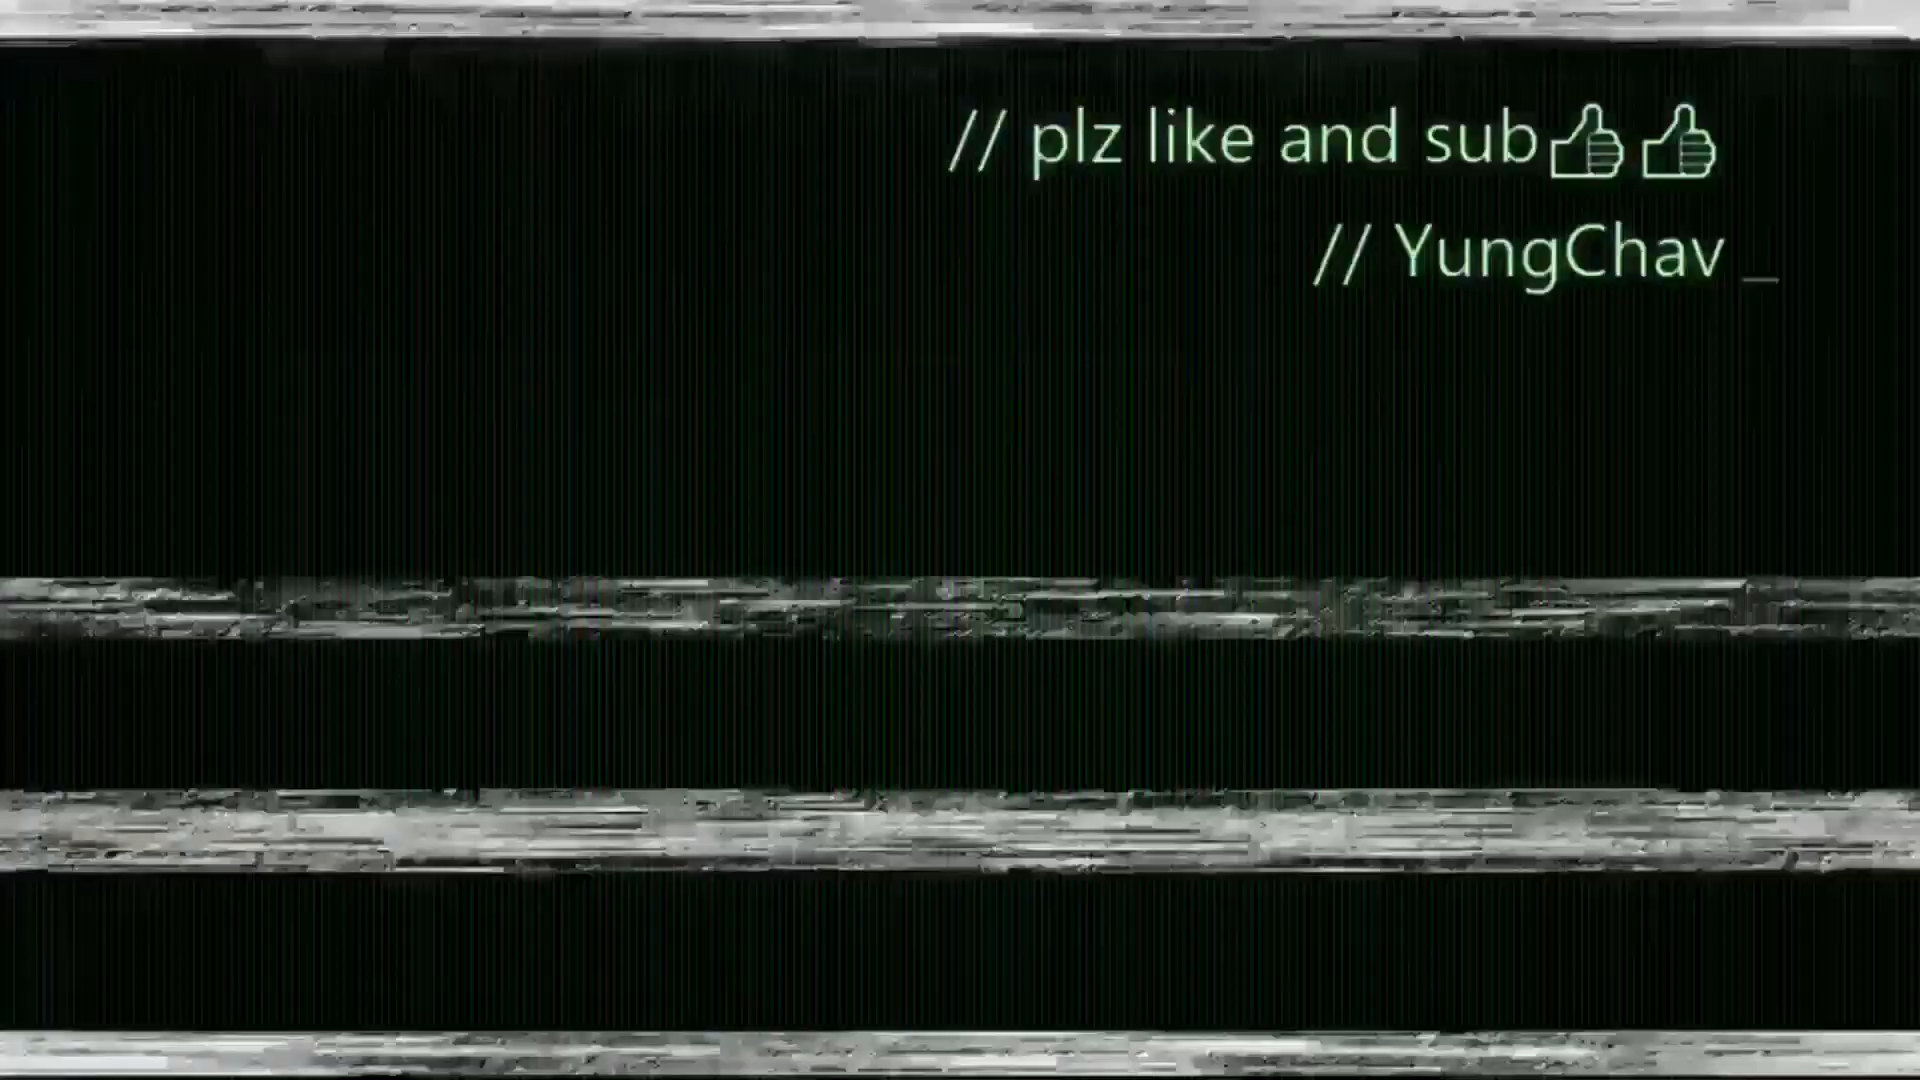 // plz like and sub👍👍
// YungChav _